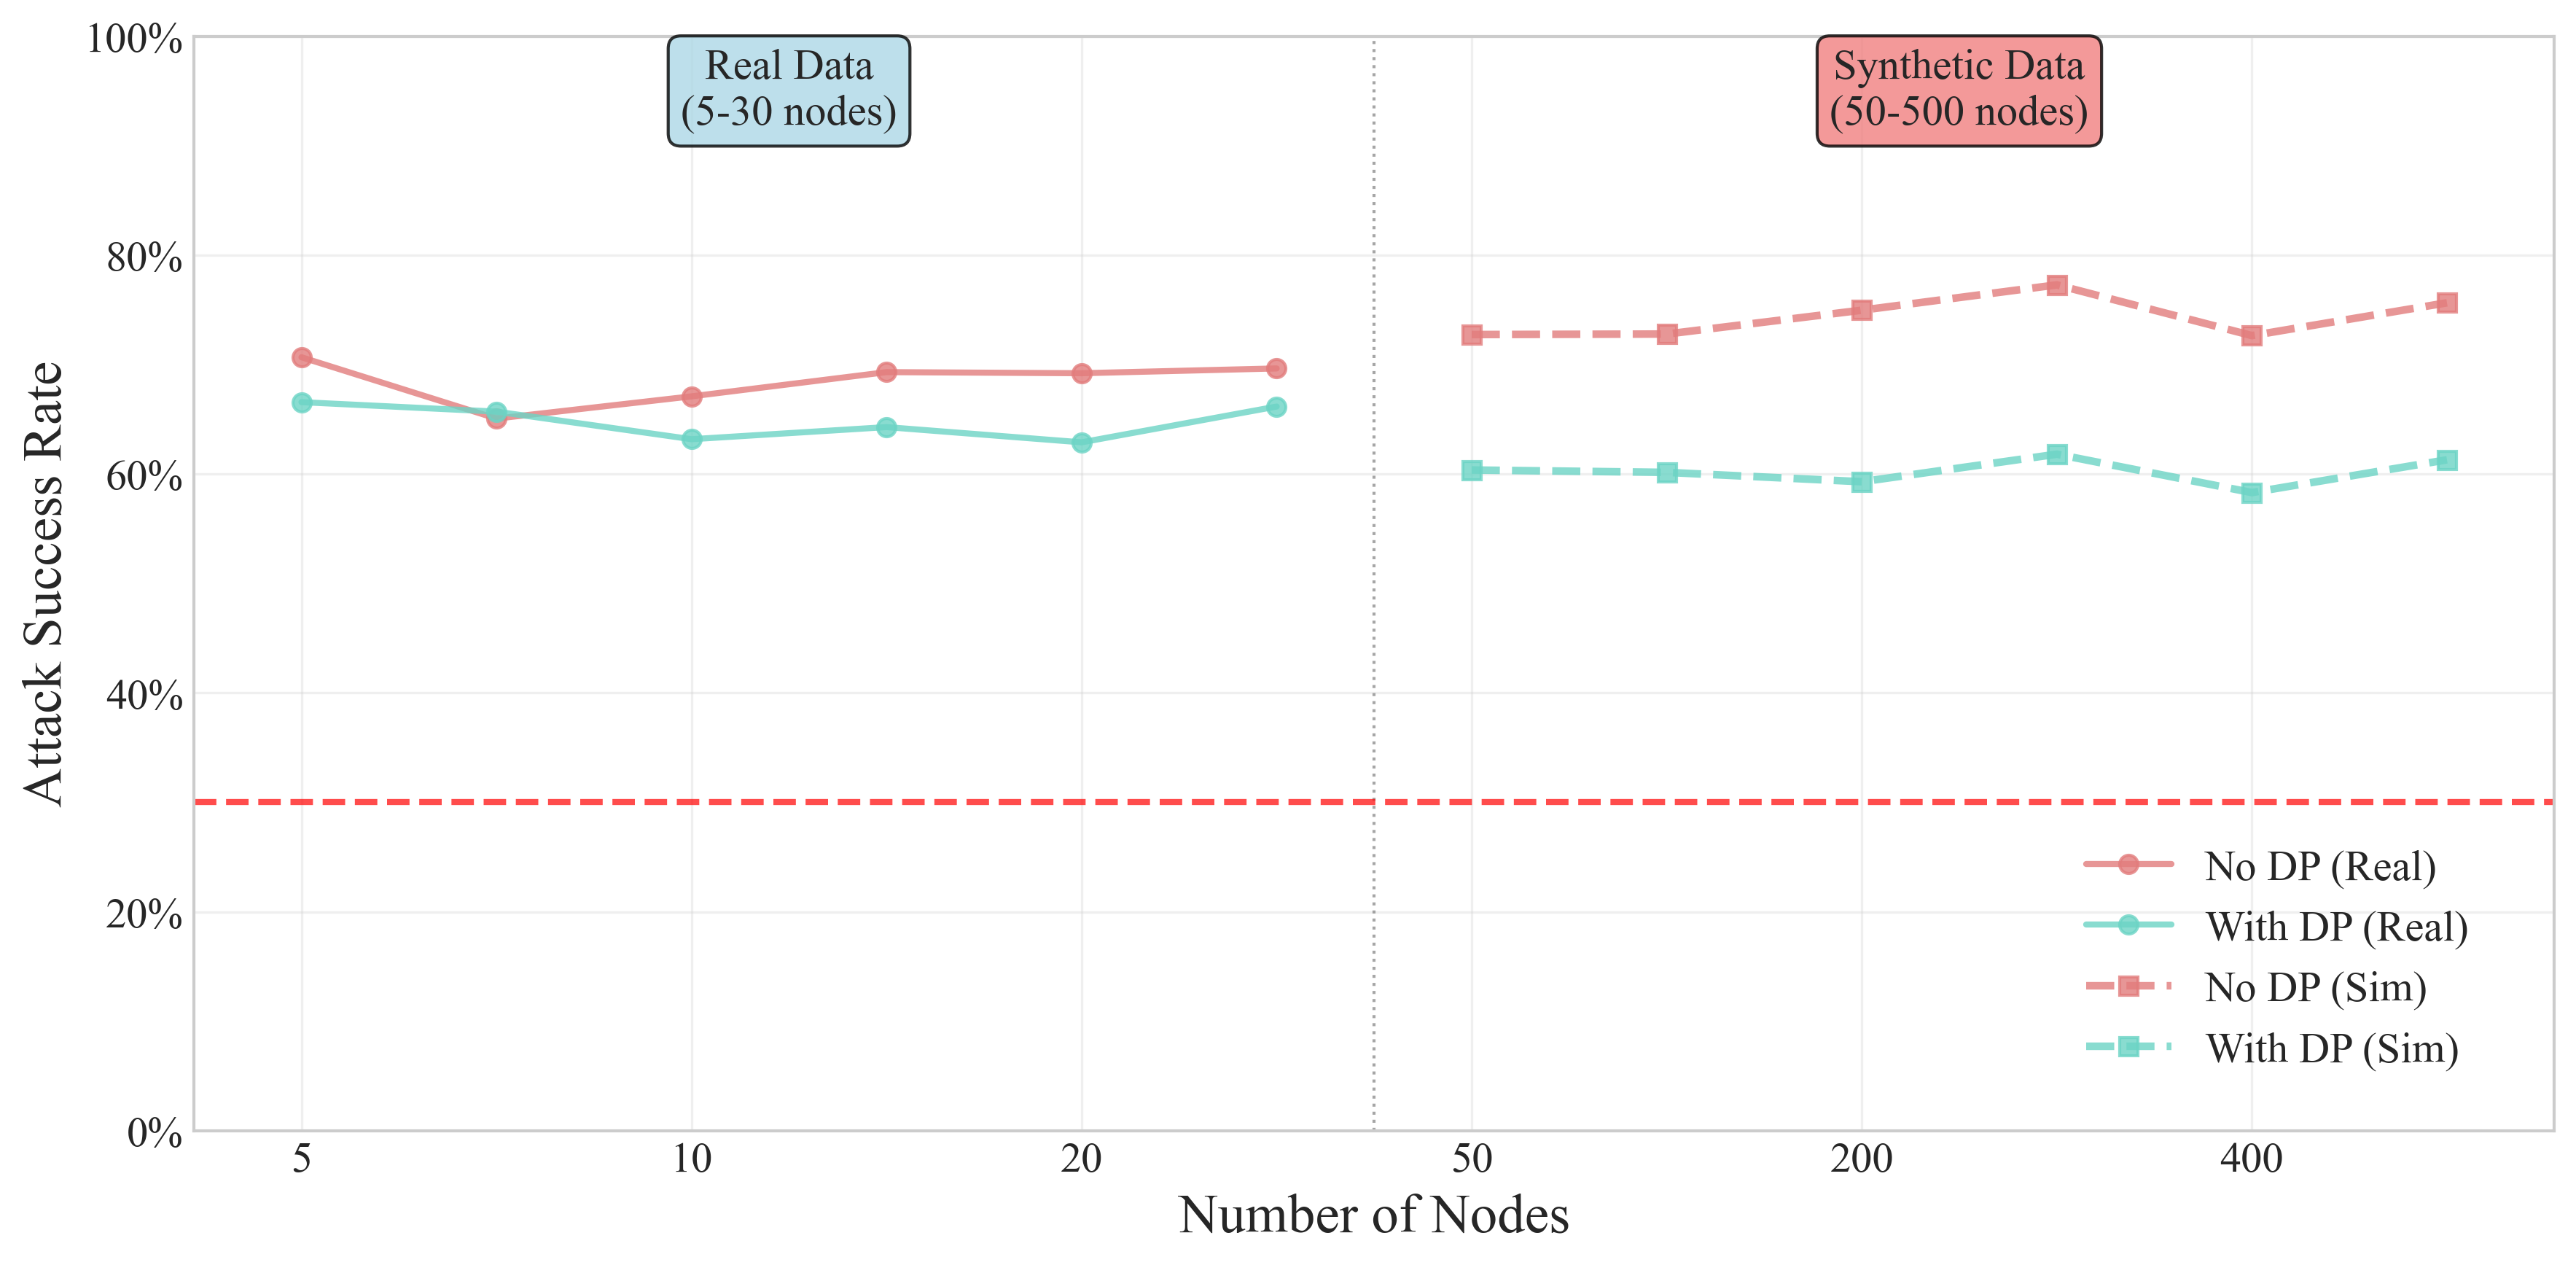 Real Data
(5-30 nodes)
Synthetic Data
(50-500 nodes)
100%
80%
60%
40%
20%
0%
Attack Success Rate
No DP (Real)
With DP (Real)
No DP (Sim)
With DP (Sim)
5
10
20
50
200
400
Number of Nodes